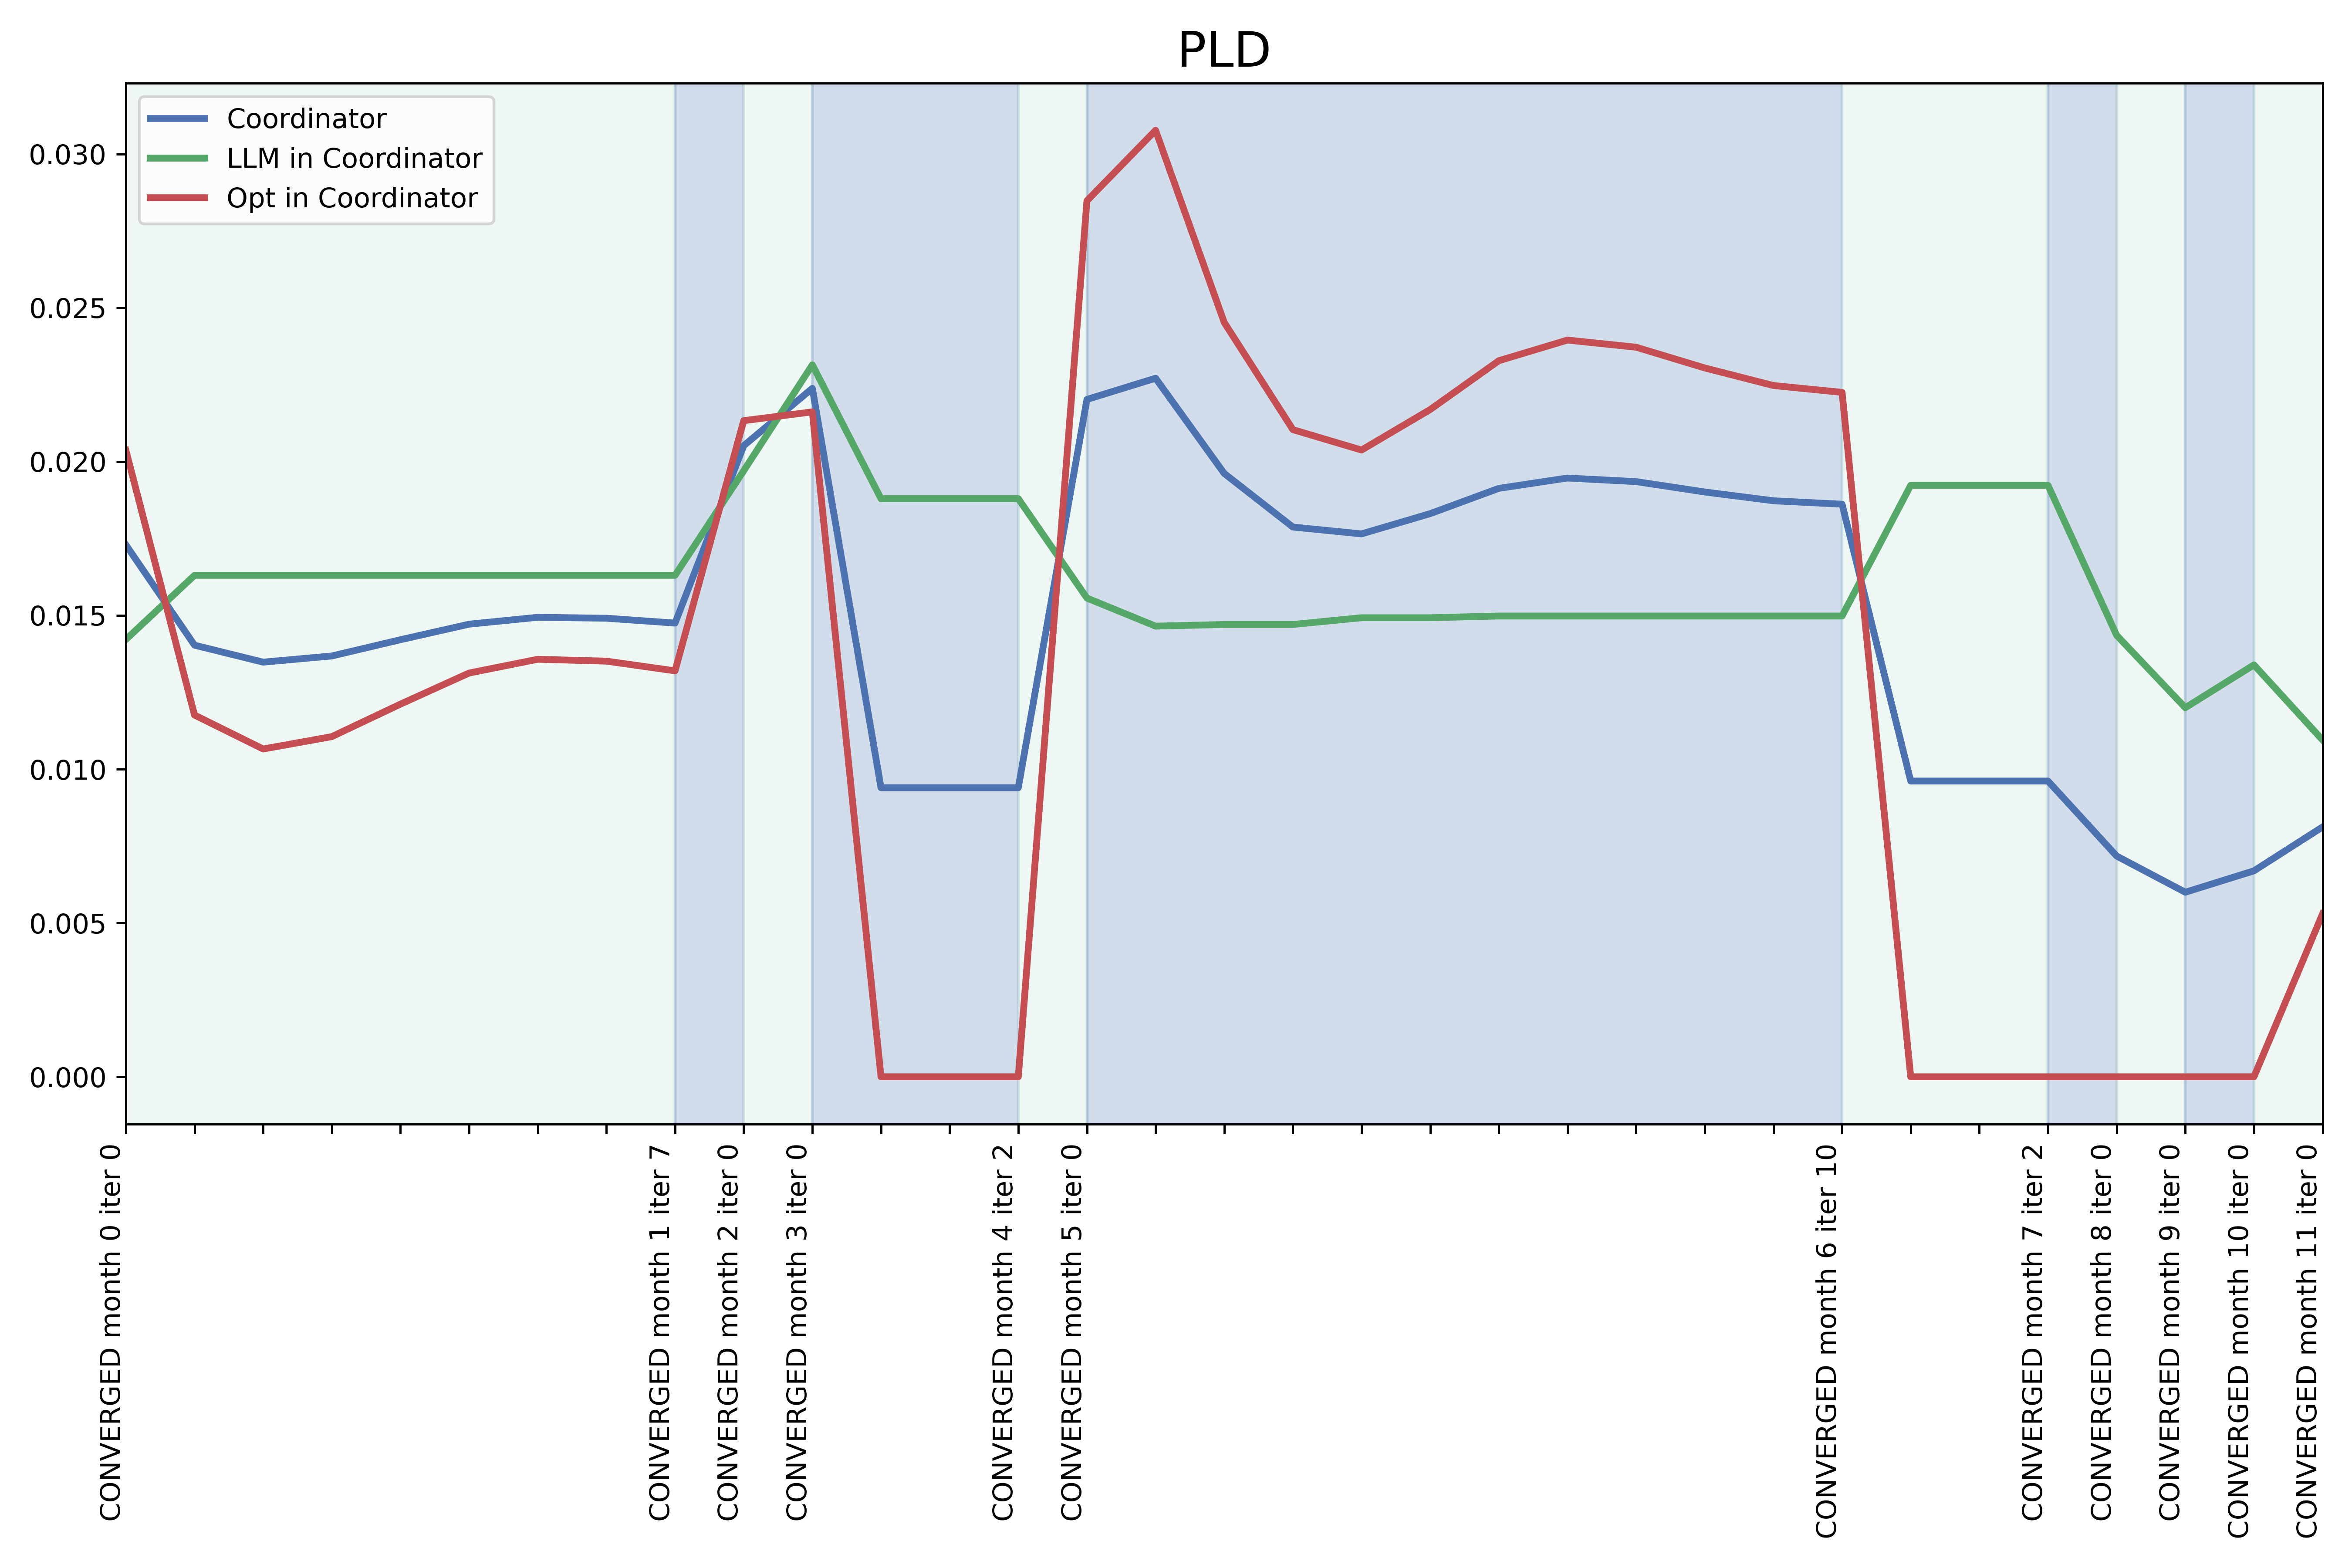 PLD
Coordinator
LLM in Coordinator
Opt in Coordinator
0.030
0.025
0.020
0.015
0.010
0.005
0.000
CONVERGED month 0 iter 0
CONVERGED month 1 iter 7
CONVERGED month 2 iter 0
CONVERGED month 3 iter 0
CONVERGED month 4 iter 2
CONVERGED month 5 iter 0
CONVERGED month 6 iter 10
CONVERGED month 7 iter 2
CONVERGED month 8 iter 0
CONVERGED month 9 iter 0
CONVERGED month 10 iter 0
CONVERGED month 11 iter 0